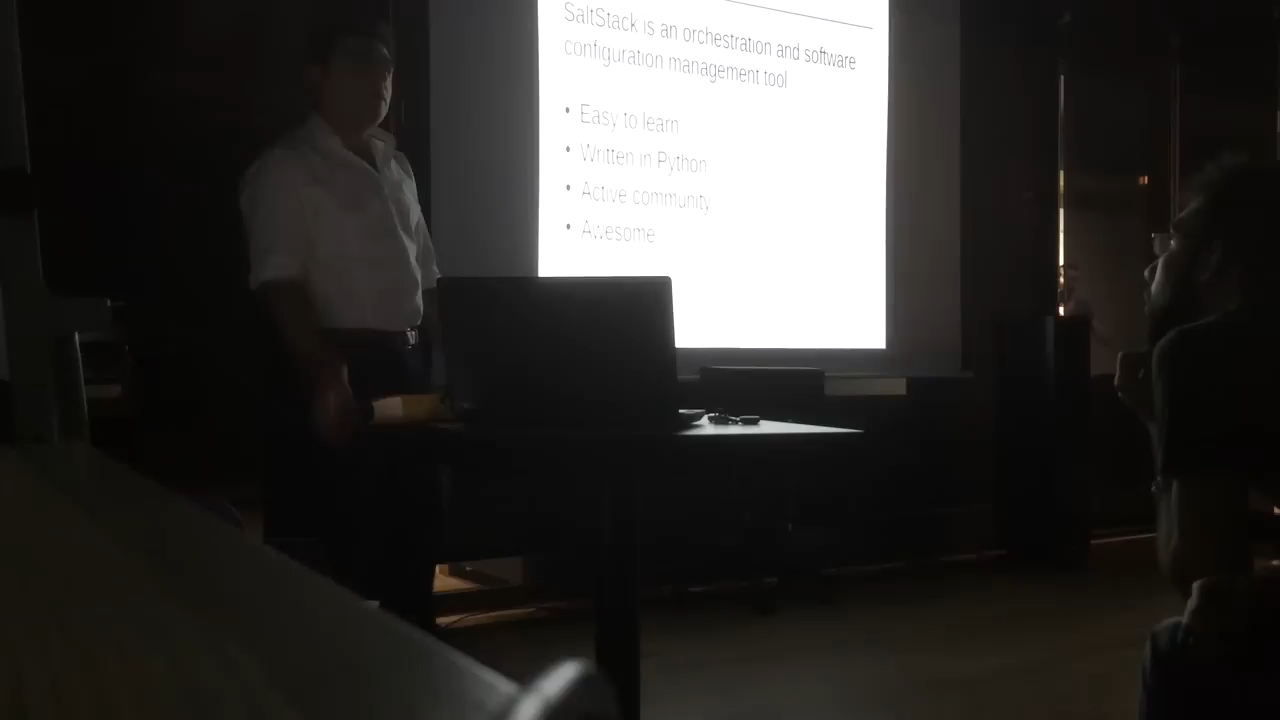 SaltStack is an orchestration and software
configuration management tool
• Easy to learn
• Written in Python
• Active community
• Awesome